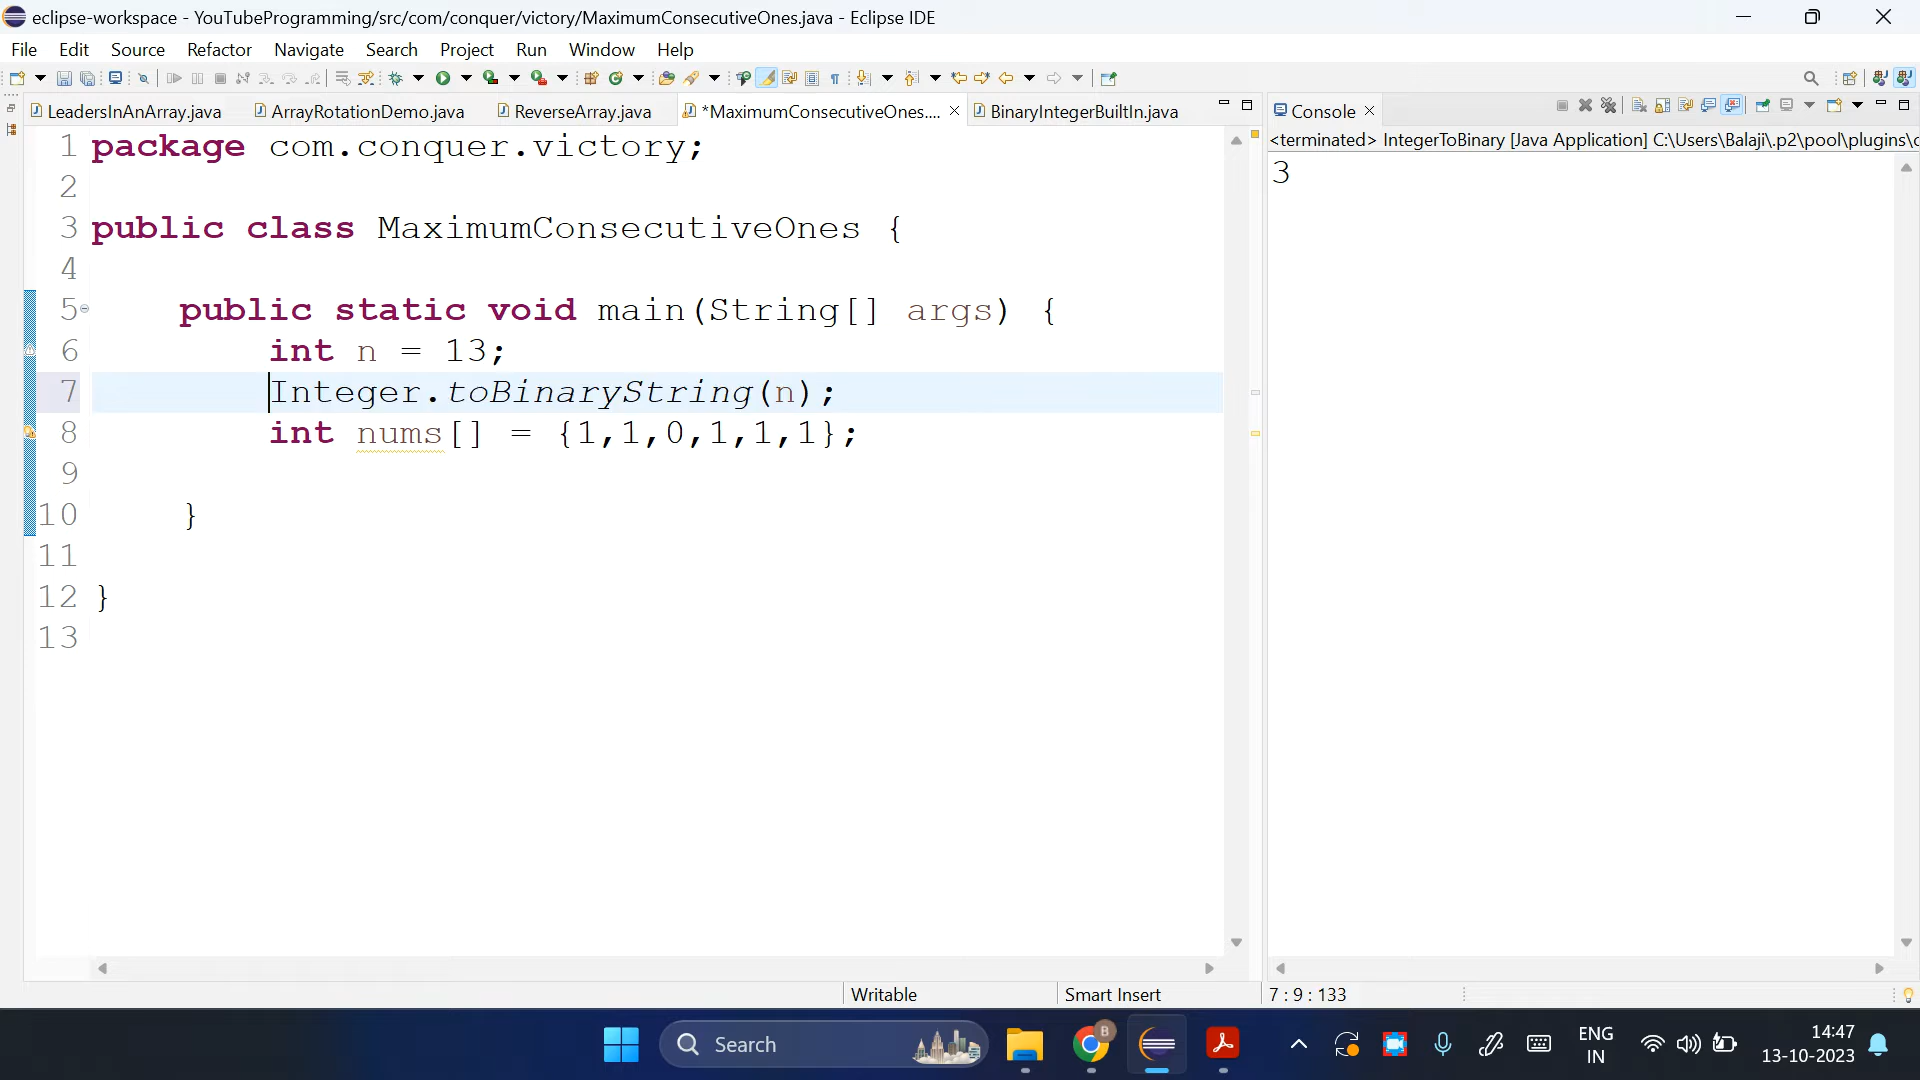 eclipse-workspace - YouTubeProgramming/src/com/conquer/victory/MaximumConsecutiveOnes.java - Eclipse IDE
File Edit Source Refactor Navigate Search Project Run Window Help
LeadersInAnArray.java ArrayRotationDemo.java ReverseArray.java *MaximumConsecutiveOnes.... BinaryIntegerBuiltIn.java Console
<terminated> IntegerToBinary [Java Application] C:\Users\Balaji\.p2\pool\plugins\
3
1 package com.conquer.victory;
2
3 public class MaximumConsecutiveOnes {
4
5 public static void main(String[] args) {
6 int n = 13;
7 Integer.toBinaryString(n);
8 int nums[] = {1,1,0,1,1,1};
9
10 }
11
12 }
13
Writable Smart Insert 7 : 9 : 133
Search
B
ENG
IN
14:47
13-10-2023